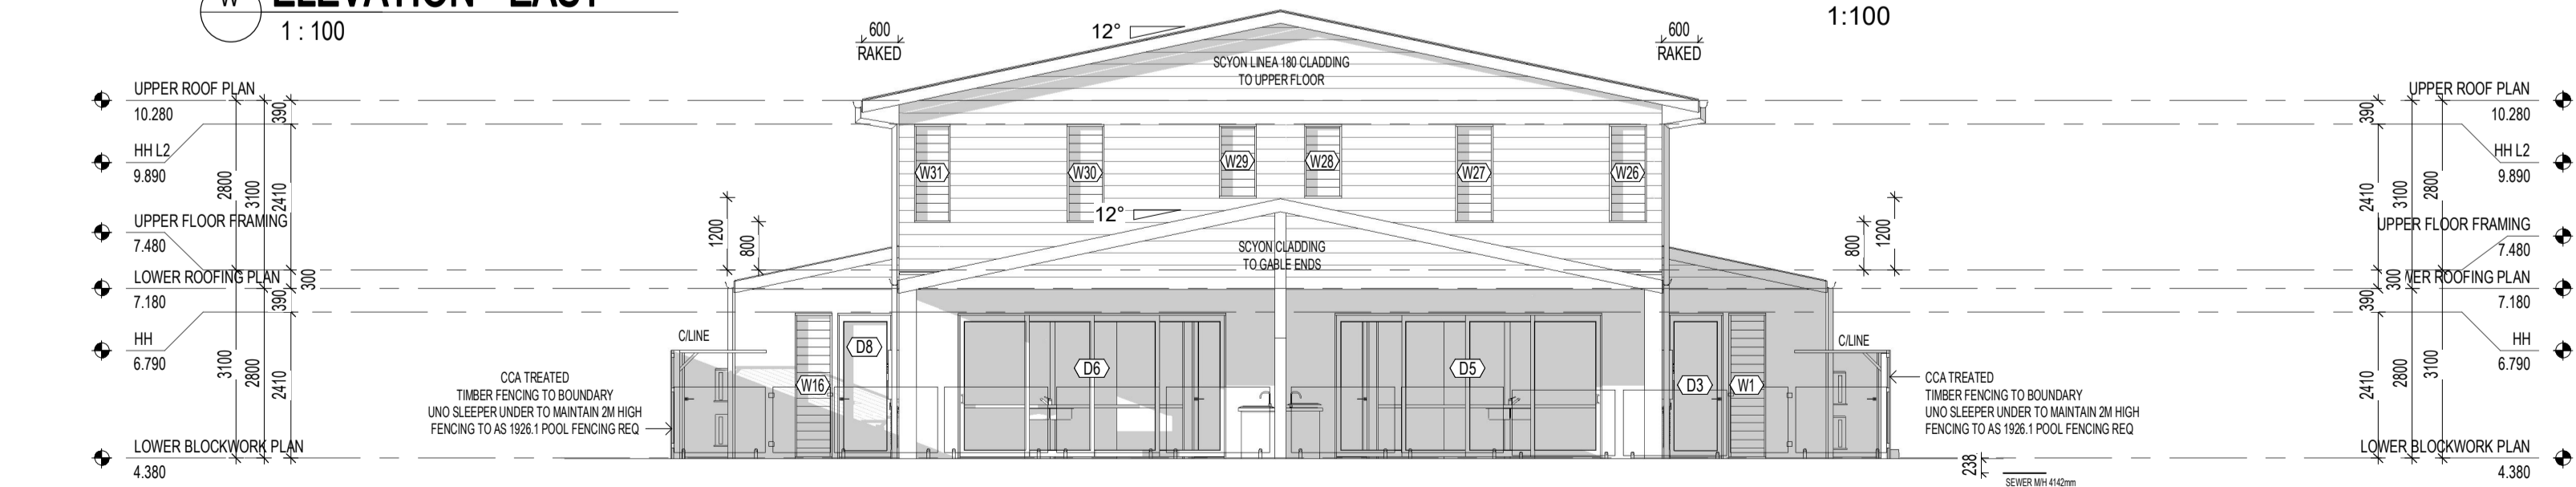 ELEVATION - EAST
1 : 100
1:100
600
RAKED
12°
600
RAKED
SCYON LINEA 180 CLADDING
TO UPPER FLOOR
UPPER ROOF PLAN
10.280
HH L2
9.890
UPPER FLOOR FRAMING
7.480
LOWER ROOFING PLAN
7.180
HH
6.790
LOWER BLOCKWORK PLAN
4.380
390
2800
3100
2410
300
390
3100
2800
2410
1200
800
W31
W30
W29
W28
W27
W26
12°
SCYON CLADDING
TO GABLE ENDS
C/LINE
CCA TREATED
TIMBER FENCING TO BOUNDARY
UNO SLEEPER UNDER TO MAINTAIN 2M HIGH
FENCING TO AS 1926.1 POOL FENCING REQ
W16
D8
D6
D5
D3
W1
C/LINE
CCA TREATED
TIMBER FENCING TO BOUNDARY
UNO SLEEPER UNDER TO MAINTAIN 2M HIGH
FENCING TO AS 1926.1 POOL FENCING REQ
800
1200
238
SEWER M/H 4142mm
390
2410
3100
2800
300
390
2410
2800
3100
UPPER ROOF PLAN
10.280
HH L2
9.890
UPPER FLOOR FRAMING
7.480
WER ROOFING PLAN
7.180
HH
6.790
LOWER BLOCKWORK PLAN
4.380